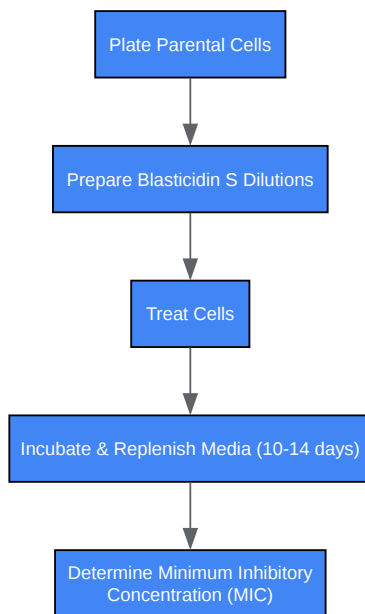 Plate Parental Cells
Prepare Blasticidin S Dilutions
Treat Cells
Incubate & Replenish Media (10-14 days)
Determine Minimum Inhibitory
Concentration (MIC)